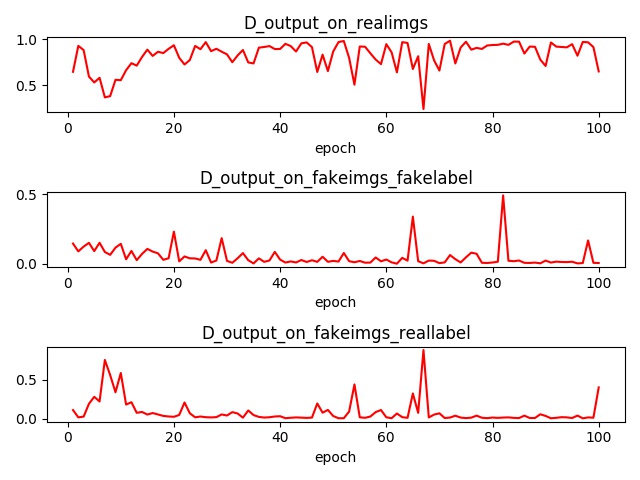 D_output_on_realimgs
1.0
0.5
0 20 40 60 80 100
epoch
D_output_on_fakeimgs_fakelabel
0.5
0.0
0 20 40 60 80 100
epoch
D_output_on_fakeimgs_reallabel
0.5
0.0
0 20 40 60 80 100
epoch